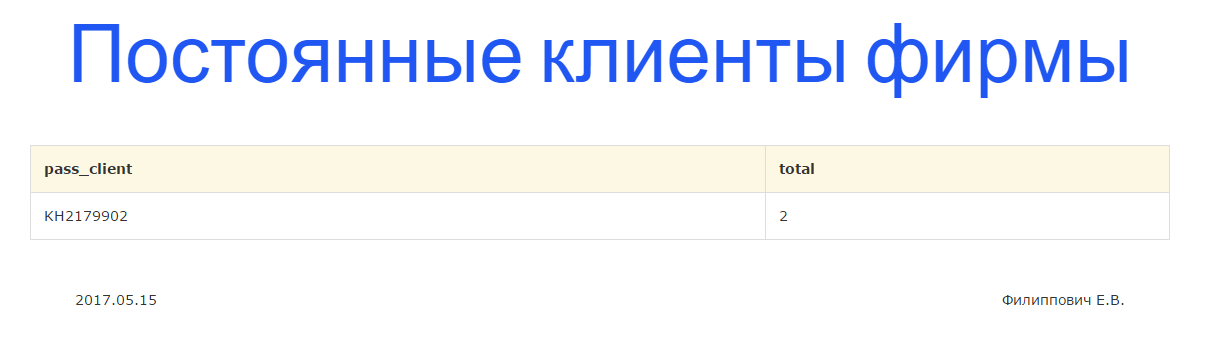 Постоянные клиенты фирмы
pass_client total
KH2179902 2
2017.05.15 Филиппович Е.В.